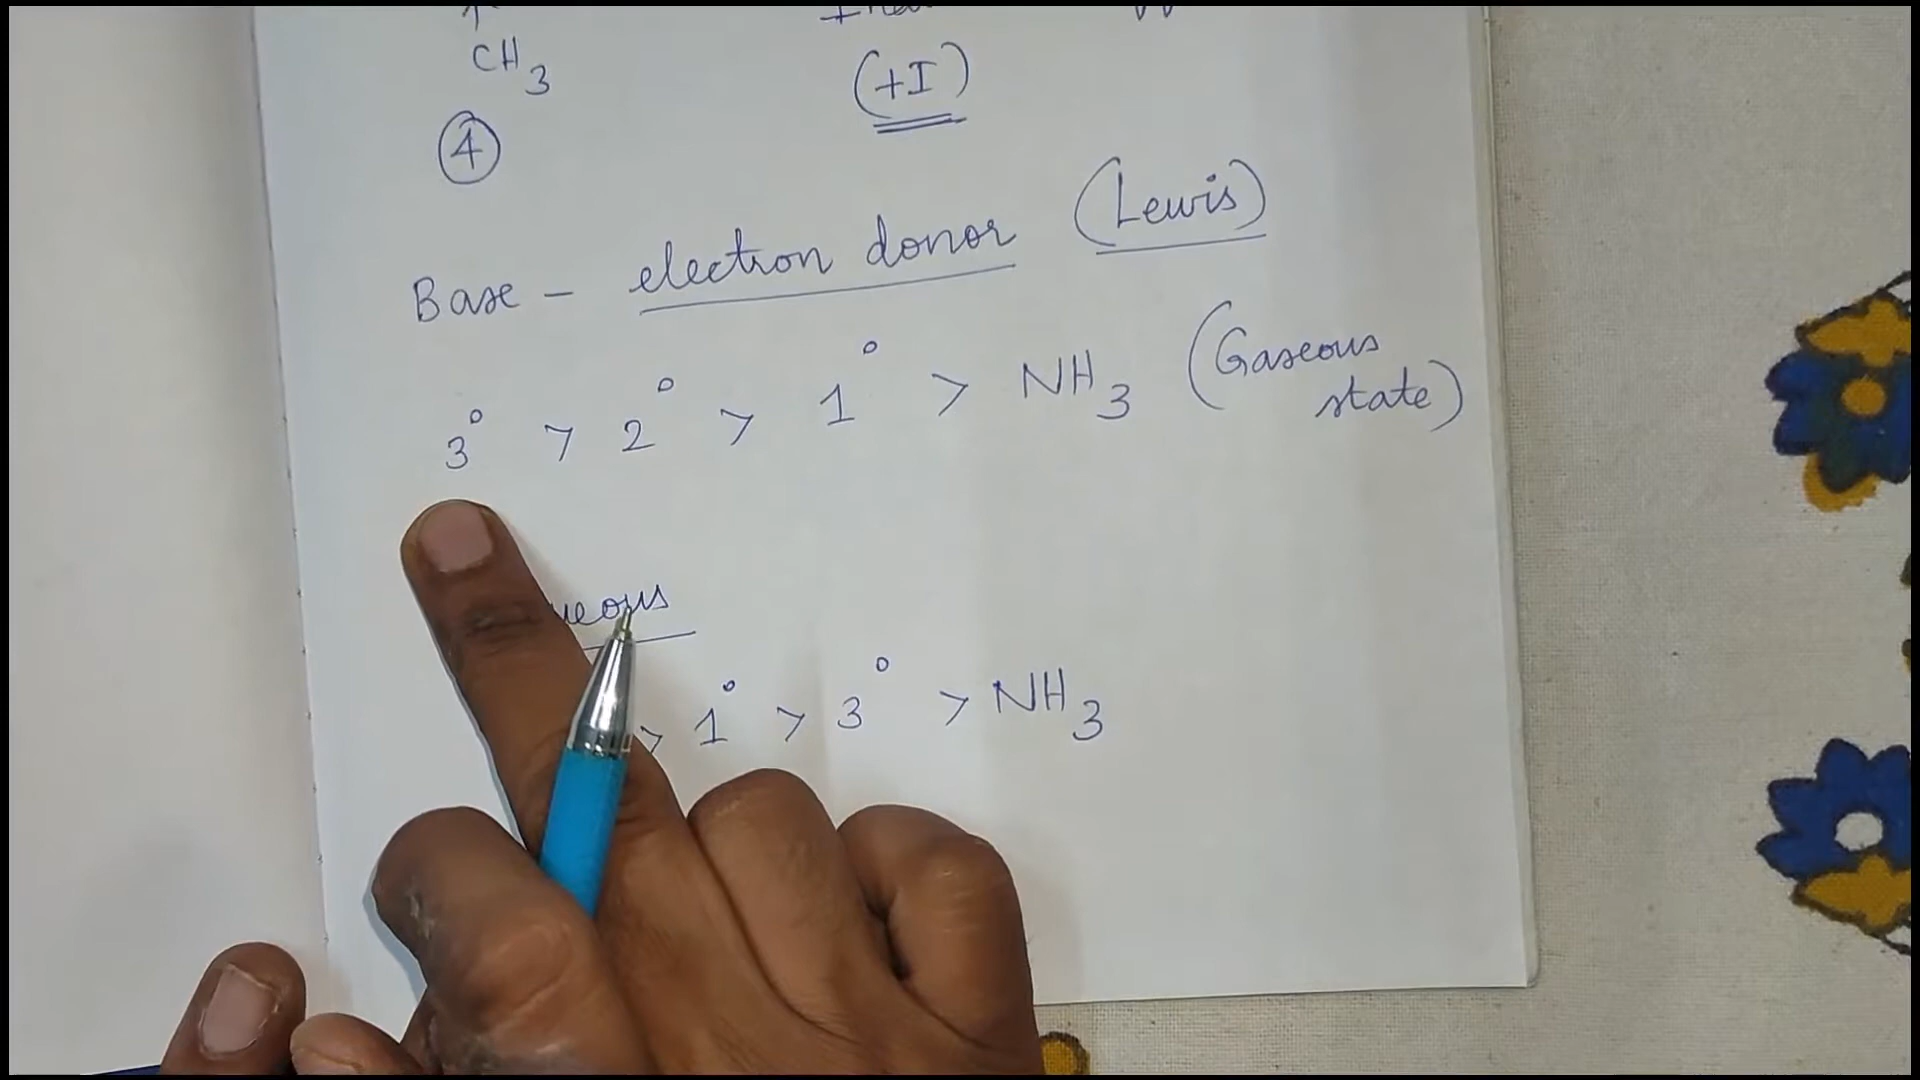 CH3
(+I)
4
Base - electron donor (Lewis)
3° > 2° > 1° > NH3 (Gaseous state)
> 1° > 3° > NH3